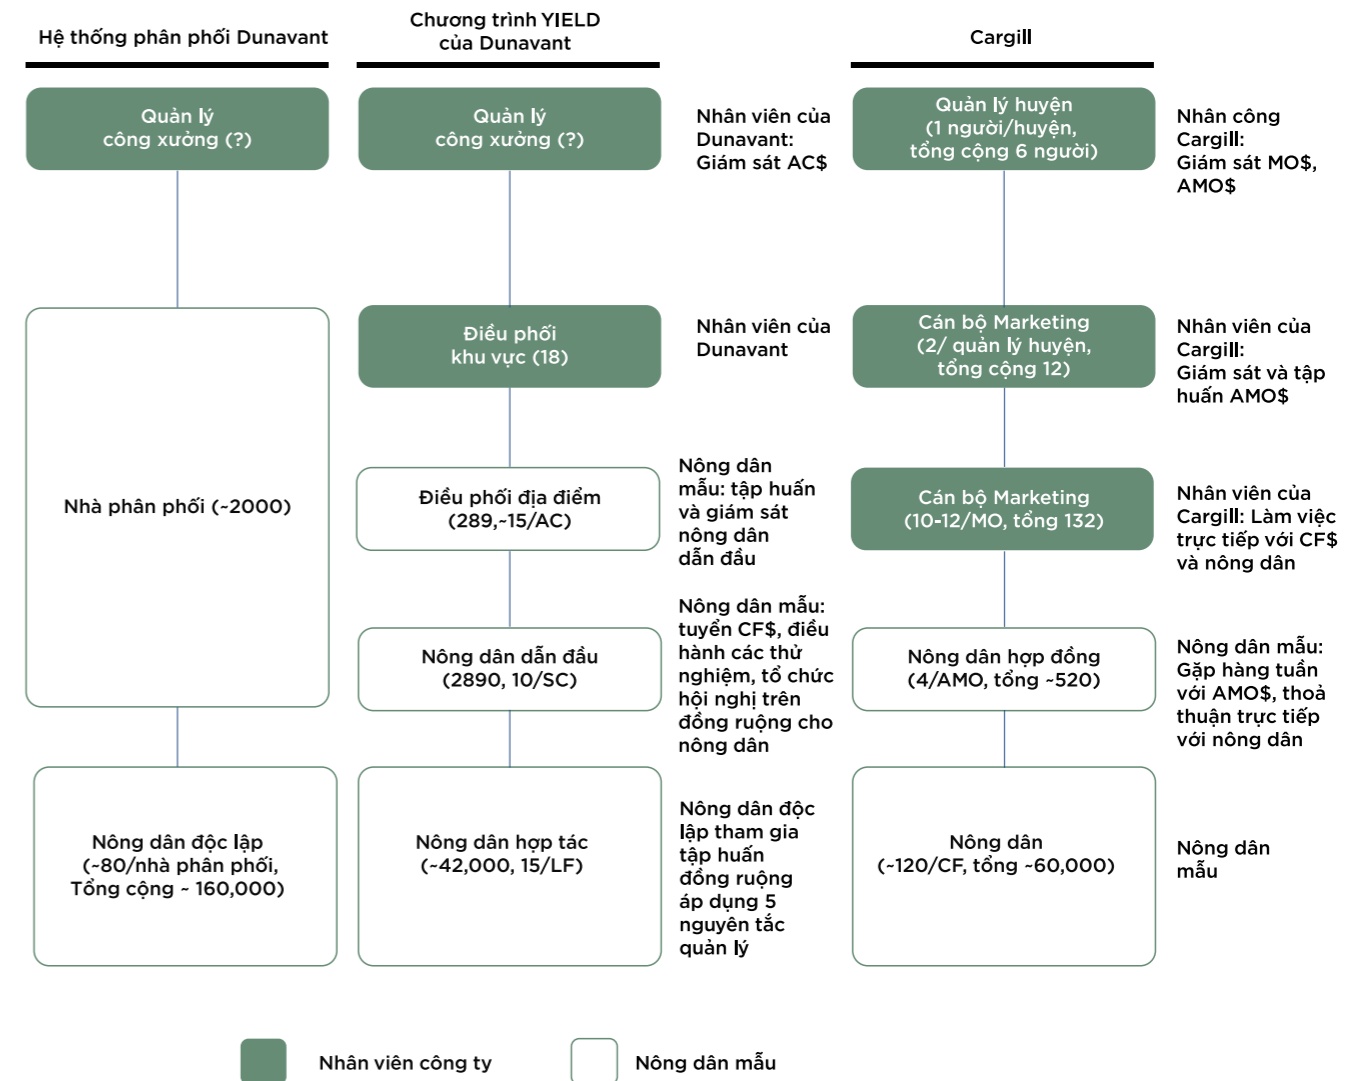 Hệ thống phân phối Dunavant
Chương trình YIELD
của Dunavant
Cargill
Quản lý
công xưởng (?)
Quản lý
công xưởng (?)
Nhân viên của
Dunavant:
Giám sát AC$
Quản lý huyện
(1 người/huyện,
tổng cộng 6 người)
Nhân công
Cargill:
Giám sát MO$,
AMO$
Nhà phân phối (~2000)
Điều phối
khu vực (18)
Nhân viên của
Dunavant
Cán bộ Marketing
(2/ quản lý huyện,
tổng cộng 12)
Nhân viên của
Cargill:
Giám sát và tập
huấn AMO$
Điều phối địa điểm
(289,~15/AC)
Nông dân
mẫu: tập huấn
và giám sát
nông dân
dẫn đầu
Cán bộ Marketing
(10-12/MO, tổng 132)
Nhân viên của
Cargill: Làm việc
trực tiếp với CF$
và nông dân
Nông dân dẫn đầu
(2890, 10/SC)
Nông dân mẫu:
tuyển CF$, điều
hành các thử
nghiệm, tổ chức
hội nghị trên
đồng ruộng cho
nông dân
Nông dân hợp đồng
(4/AMO, tổng ~520)
Nông dân mẫu:
Gặp hàng tuần
với AMO$, thoả
thuận trực tiếp
với nông dân
Nông dân độc lập
(~80/nhà phân phối,
Tổng cộng ~ 160,000)
Nông dân hợp tác
(~42,000, 15/LF)
Nông dân độc
lập tham gia
tập huấn
đồng ruộng
áp dụng 5
nguyên tắc
quản lý
Nông dân
(~120/CF, tổng ~60,000)
Nông dân
mẫu
Nhân viên công ty
Nông dân mẫu